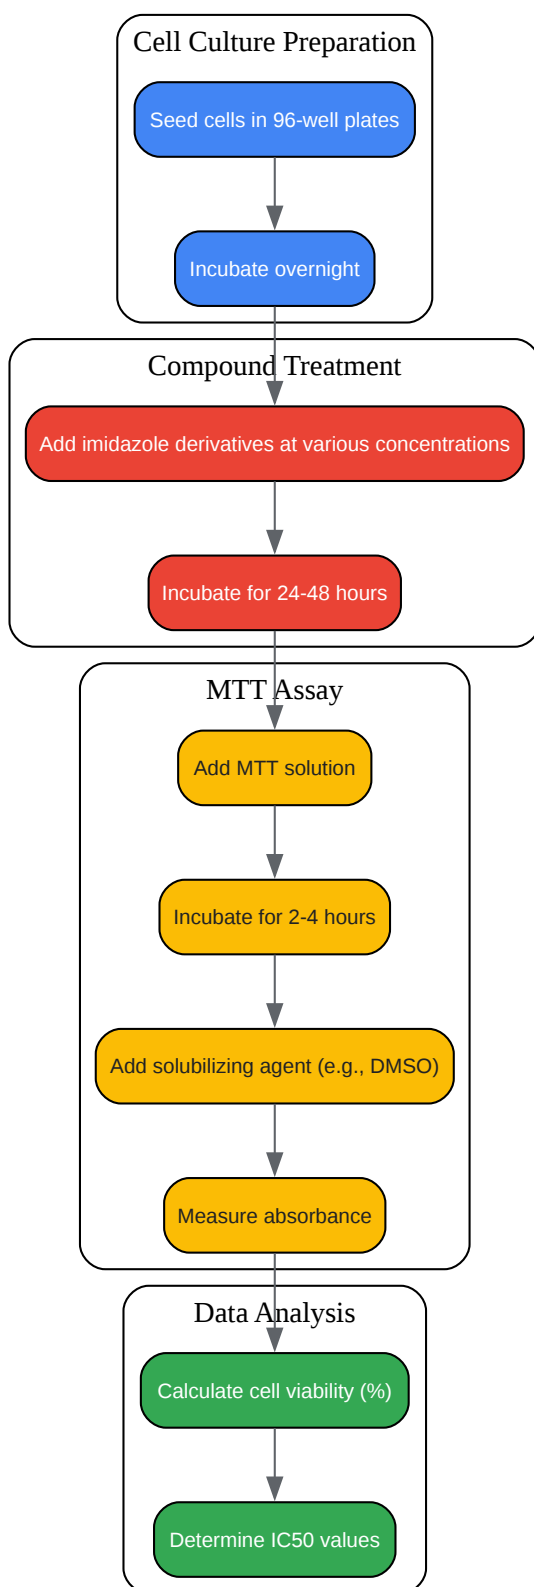 Cell Culture Preparation
Seed cells in 96-well plates
Incubate overnight
Compound Treatment
Add imidazole derivatives at various concentrations
Incubate for 24-48 hours
MTT Assay
Add MTT solution
Incubate for 2-4 hours
Add solubilizing agent (e.g., DMSO)
Measure absorbance
Data Analysis
Calculate cell viability (%)
Determine IC50 values